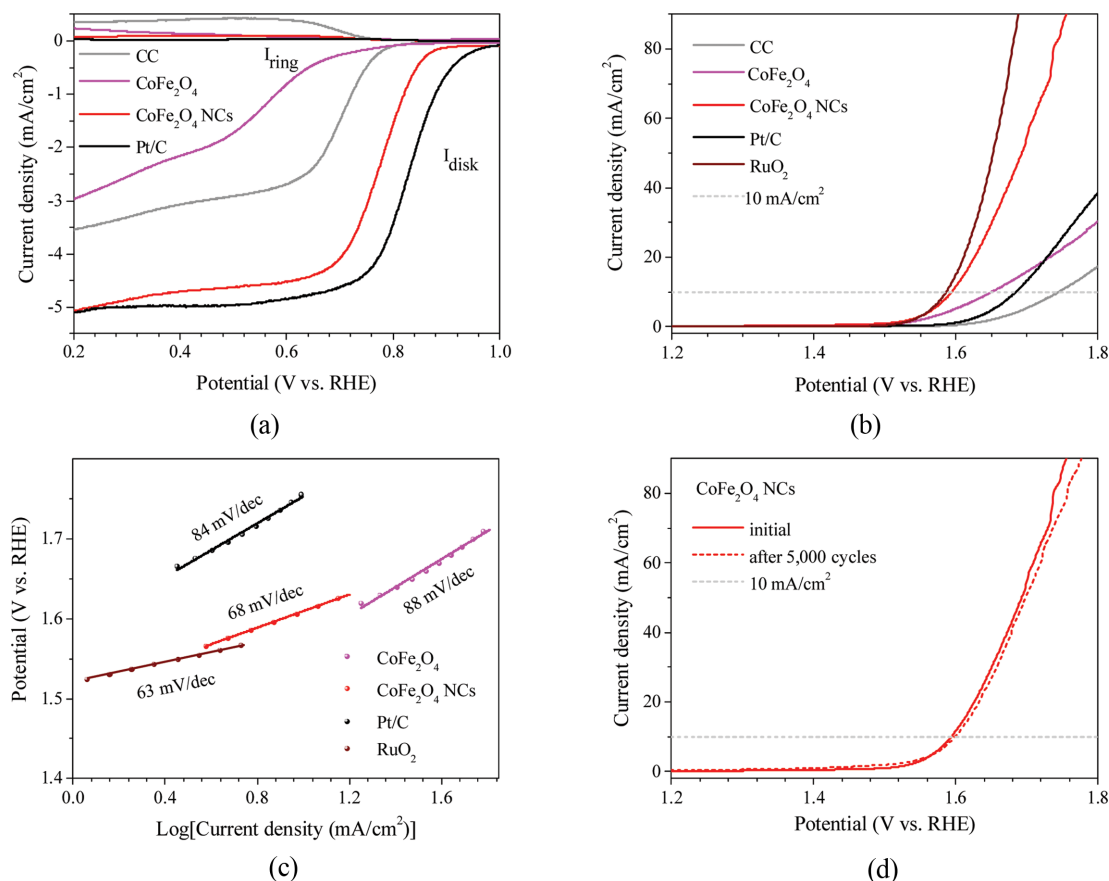 0
-1
-2
-3
-4
-5
Current density (mA/cm²)
CC
CoFe₂O₄
CoFe₂O₄ NCs
Pt/C
I_ring
I_disk
0.2
0.4
0.6
0.8
1.0
Potential (V vs. RHE)
(a)
80
60
40
20
0
Current density (mA/cm²)
CC
CoFe₂O₄
CoFe₂O₄ NCs
Pt/C
RuO₂
10 mA/cm²
1.2
1.4
1.6
1.8
Potential (V vs. RHE)
(b)
1.7
1.6
1.5
1.4
Potential (V vs. RHE)
84 mV/dec
68 mV/dec
88 mV/dec
63 mV/dec
CoFe₂O₄
CoFe₂O₄ NCs
Pt/C
RuO₂
0.0
0.4
0.8
1.2
1.6
Log[Current density (mA/cm²)]
(c)
80
60
40
20
0
Current density (mA/cm²)
CoFe₂O₄ NCs
initial
after 5,000 cycles
10 mA/cm²
1.2
1.4
1.6
1.8
Potential (V vs. RHE)
(d)